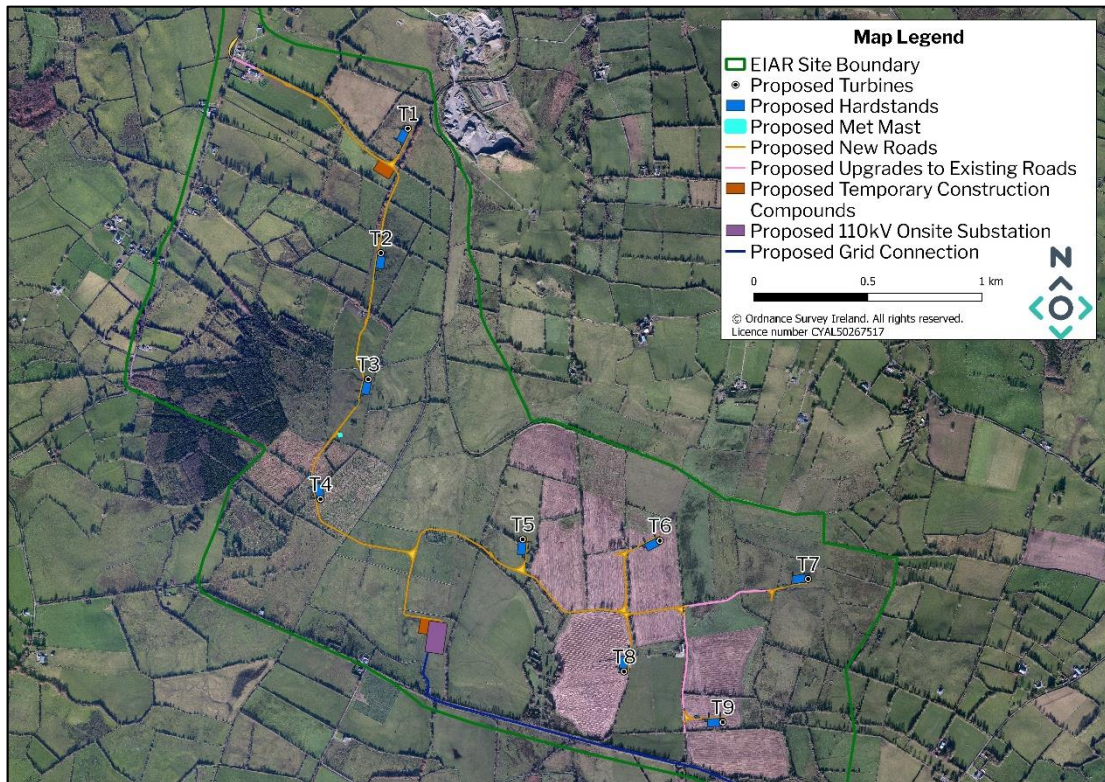 Map Legend
EIAR Site Boundary
Proposed Turbines
Proposed Hardstands
Proposed Met Mast
Proposed New Roads
Proposed Upgrades to Existing Roads
Proposed Temporary Construction
Compounds
Proposed 110kV Onsite Substation
Proposed Grid Connection
N
0 0.5 1 km
© Ordnance Survey Ireland. All rights reserved.
Licence number CYAL50267517
T1
T2
T3
T4
T5
T6
T7
T8
T9